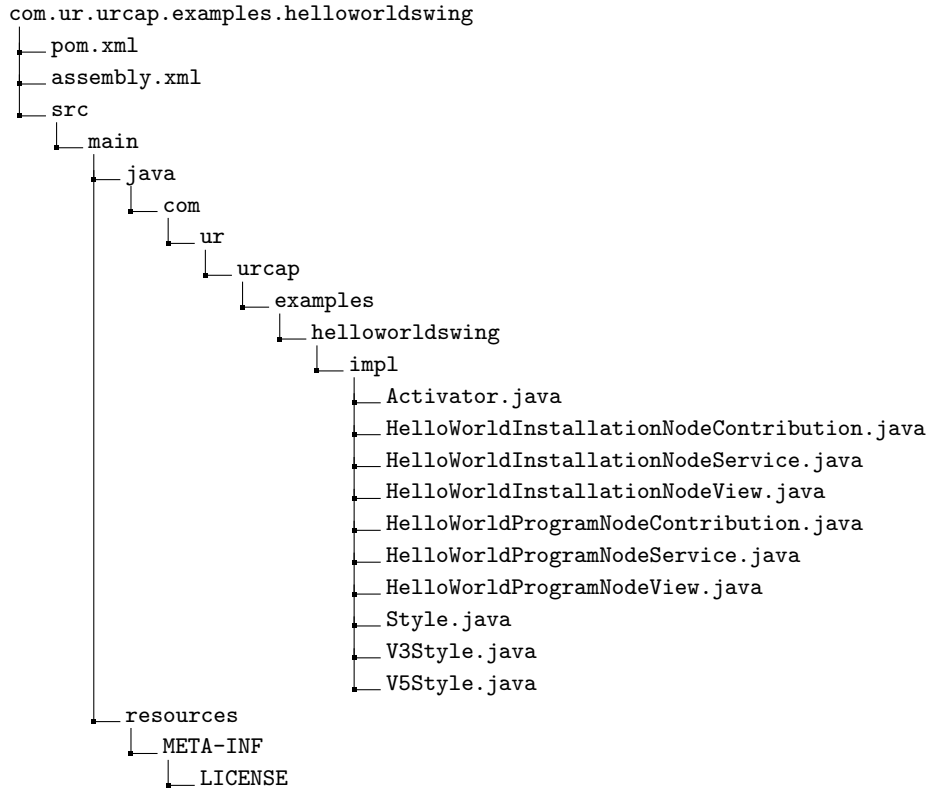 com.ur.urcap.examples.helloworldswing
pom.xml
assembly.xml
src
main
java
com
ur
urcap
examples
helloworldswing
impl
Activator.java
HelloWorldInstallationNodeContribution.java
HelloWorldInstallationNodeService.java
HelloWorldInstallationNodeView.java
HelloWorldProgramNodeContribution.java
HelloWorldProgramNodeService.java
HelloWorldProgramNodeView.java
Style.java
V3Style.java
V5Style.java
resources
META-INF
LICENSE